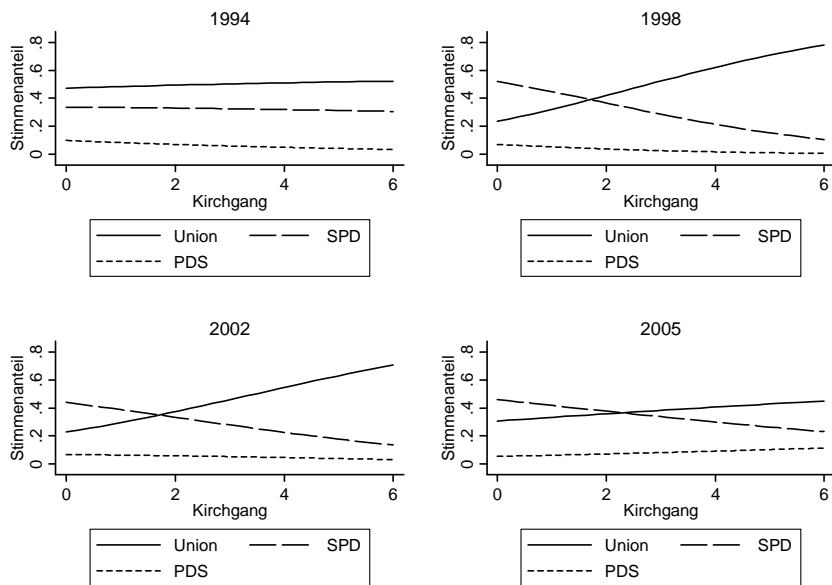 1994
Stimmenanteil
0 .2 .4 .6 .8
0 2 4 6
Kirchgang
Union SPD
PDS
1998
Stimmenanteil
0 .2 .4 .6 .8
0 2 4 6
Kirchgang
Union SPD
PDS
2002
Stimmenanteil
0 .2 .4 .6 .8
0 2 4 6
Kirchgang
Union SPD
PDS
2005
Stimmenanteil
0 .2 .4 .6 .8
0 2 4 6
Kirchgang
Union SPD
PDS